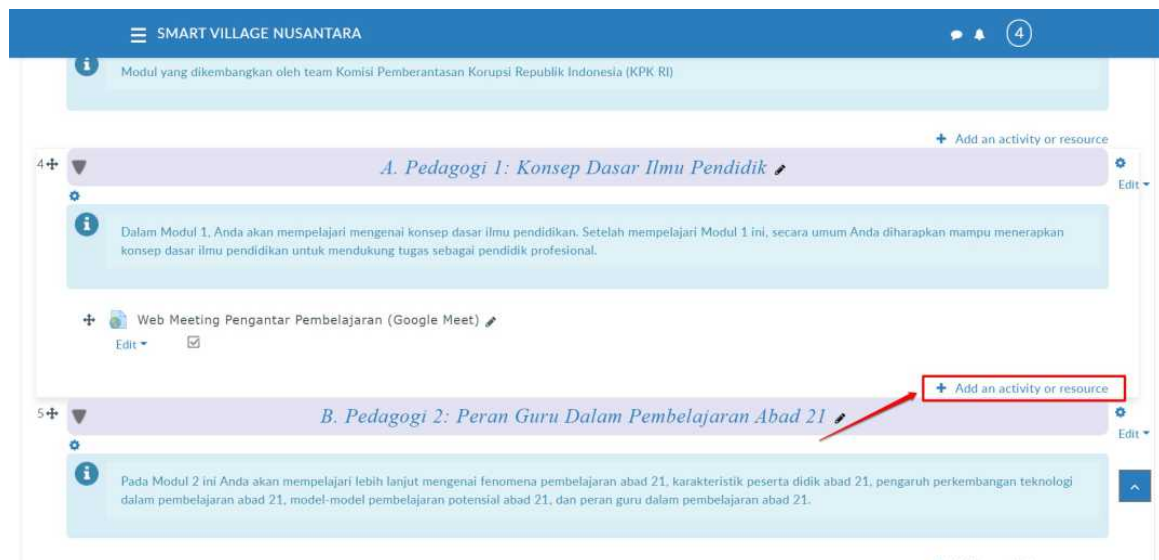 SMART VILLAGE NUSANTARA
4
Modul yang dikembangkan oleh team Komisi Pemberantasan Korupsi Republik Indonesia (KPK RI)
+ Add an activity or resource
4
A. Pedagogi 1: Konsep Dasar Ilmu Pendidik
Edit
Dalam Modul 1, Anda akan mempelajari mengenai konsep dasar ilmu pendidikan. Setelah mempelajari Modul 1 ini, secara umum Anda diharapkan mampu menerapkan
konsep dasar ilmu pendidikan untuk mendukung tugas sebagai pendidik profesional.
Web Meeting Pengantar Pembelajaran (Google Meet)
Edit
+ Add an activity or resource
5
B. Pedagogi 2: Peran Guru Dalam Pembelajaran Abad 21
Edit
Pada Modul 2 ini Anda akan mempelajari lebih lanjut mengenai fenomena pembelajaran abad 21, karakteristik peserta didik abad 21, pengaruh perkembangan teknologi
dalam pembelajaran abad 21, model-model pembelajaran potensial abad 21, dan peran guru dalam pembelajaran abad 21.